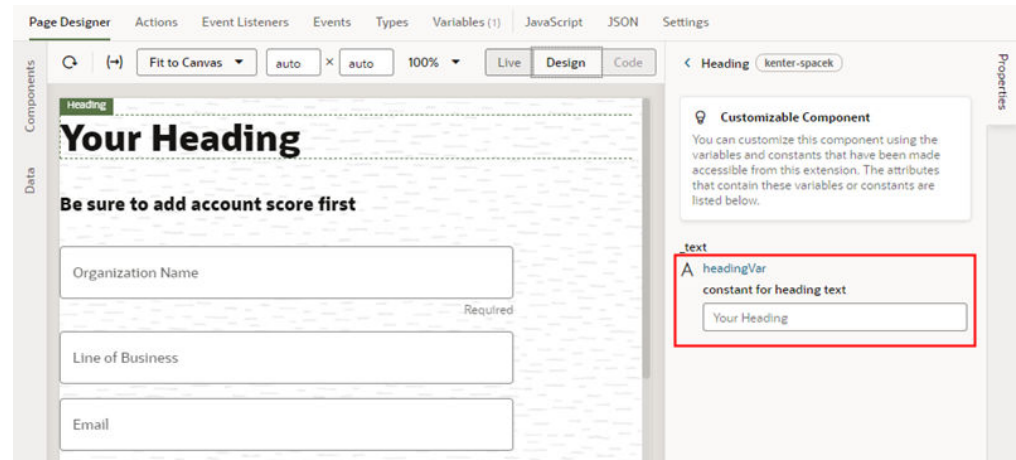 Page Designer Actions Event Listeners Events Types Variables (1) JavaScript JSON Settings
Components
Data
Fit to Canvas auto × auto 100% Live Design Code
Heading
Your Heading
Be sure to add account score first
Organization Name
Required
Line of Business
Email
Heading kenter-spacek
Customizable Component
You can customize this component using the
variables and constants that have been made
accessible from this extension. The attributes
that contain these variables or constants are
listed below.
_text
A headingVar
constant for heading text
Your Heading
Properties